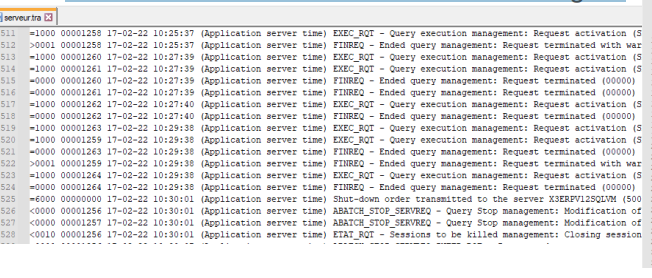 serveur.tra
511 =1000 00001258 17-02-22 10:25:37 (Application server time) EXEC_RQT - Query execution management: Request activation (S
512 >0001 00001258 17-02-22 10:25:37 (Application server time) FINREQ - Ended query management: Request terminated with war
513 =1000 00001260 17-02-22 10:27:39 (Application server time) EXEC_RQT - Query execution management: Request activation (S
514 =1000 00001261 17-02-22 10:27:39 (Application server time) EXEC_RQT - Query execution management: Request activation (S
515 =0000 00001260 17-02-22 10:27:39 (Application server time) FINREQ - Ended query management: Request terminated (00000)
516 =0000 00001261 17-02-22 10:27:39 (Application server time) FINREQ - Ended query management: Request terminated (00000)
517 =1000 00001262 17-02-22 10:27:40 (Application server time) EXEC_RQT - Query execution management: Request activation (S
518 =0000 00001262 17-02-22 10:27:40 (Application server time) FINREQ - Ended query management: Request terminated (00000)
519 =1000 00001263 17-02-22 10:29:38 (Application server time) EXEC_RQT - Query execution management: Request activation (S
520 =1000 00001259 17-02-22 10:29:38 (Application server time) EXEC_RQT - Query execution management: Request activation (S
521 =0000 00001263 17-02-22 10:29:38 (Application server time) FINREQ - Ended query management: Request terminated (00000)
522 >0001 00001259 17-02-22 10:29:38 (Application server time) FINREQ - Ended query management: Request terminated with war
523 =1000 00001264 17-02-22 10:29:38 (Application server time) EXEC_RQT - Query execution management: Request activation (S
524 =0000 00001264 17-02-22 10:29:38 (Application server time) FINREQ - Ended query management: Request terminated (00000)
525 =6000 00000000 17-02-22 10:30:01 (Application server time) Shut-down order transmitted to the server X3ERPV12SQLVM (500
526 <0000 00001256 17-02-22 10:30:01 (Application server time) ABATCH_STOP_SERVREQ - Query Stop management: Modification of
527 <0000 00001257 17-02-22 10:30:01 (Application server time) ABATCH_STOP_SERVREQ - Query Stop management: Modification of
528 <0010 00001256 17-02-22 10:30:01 (Application server time) ETAT_RQT - Sessions to be killed management: Closing session